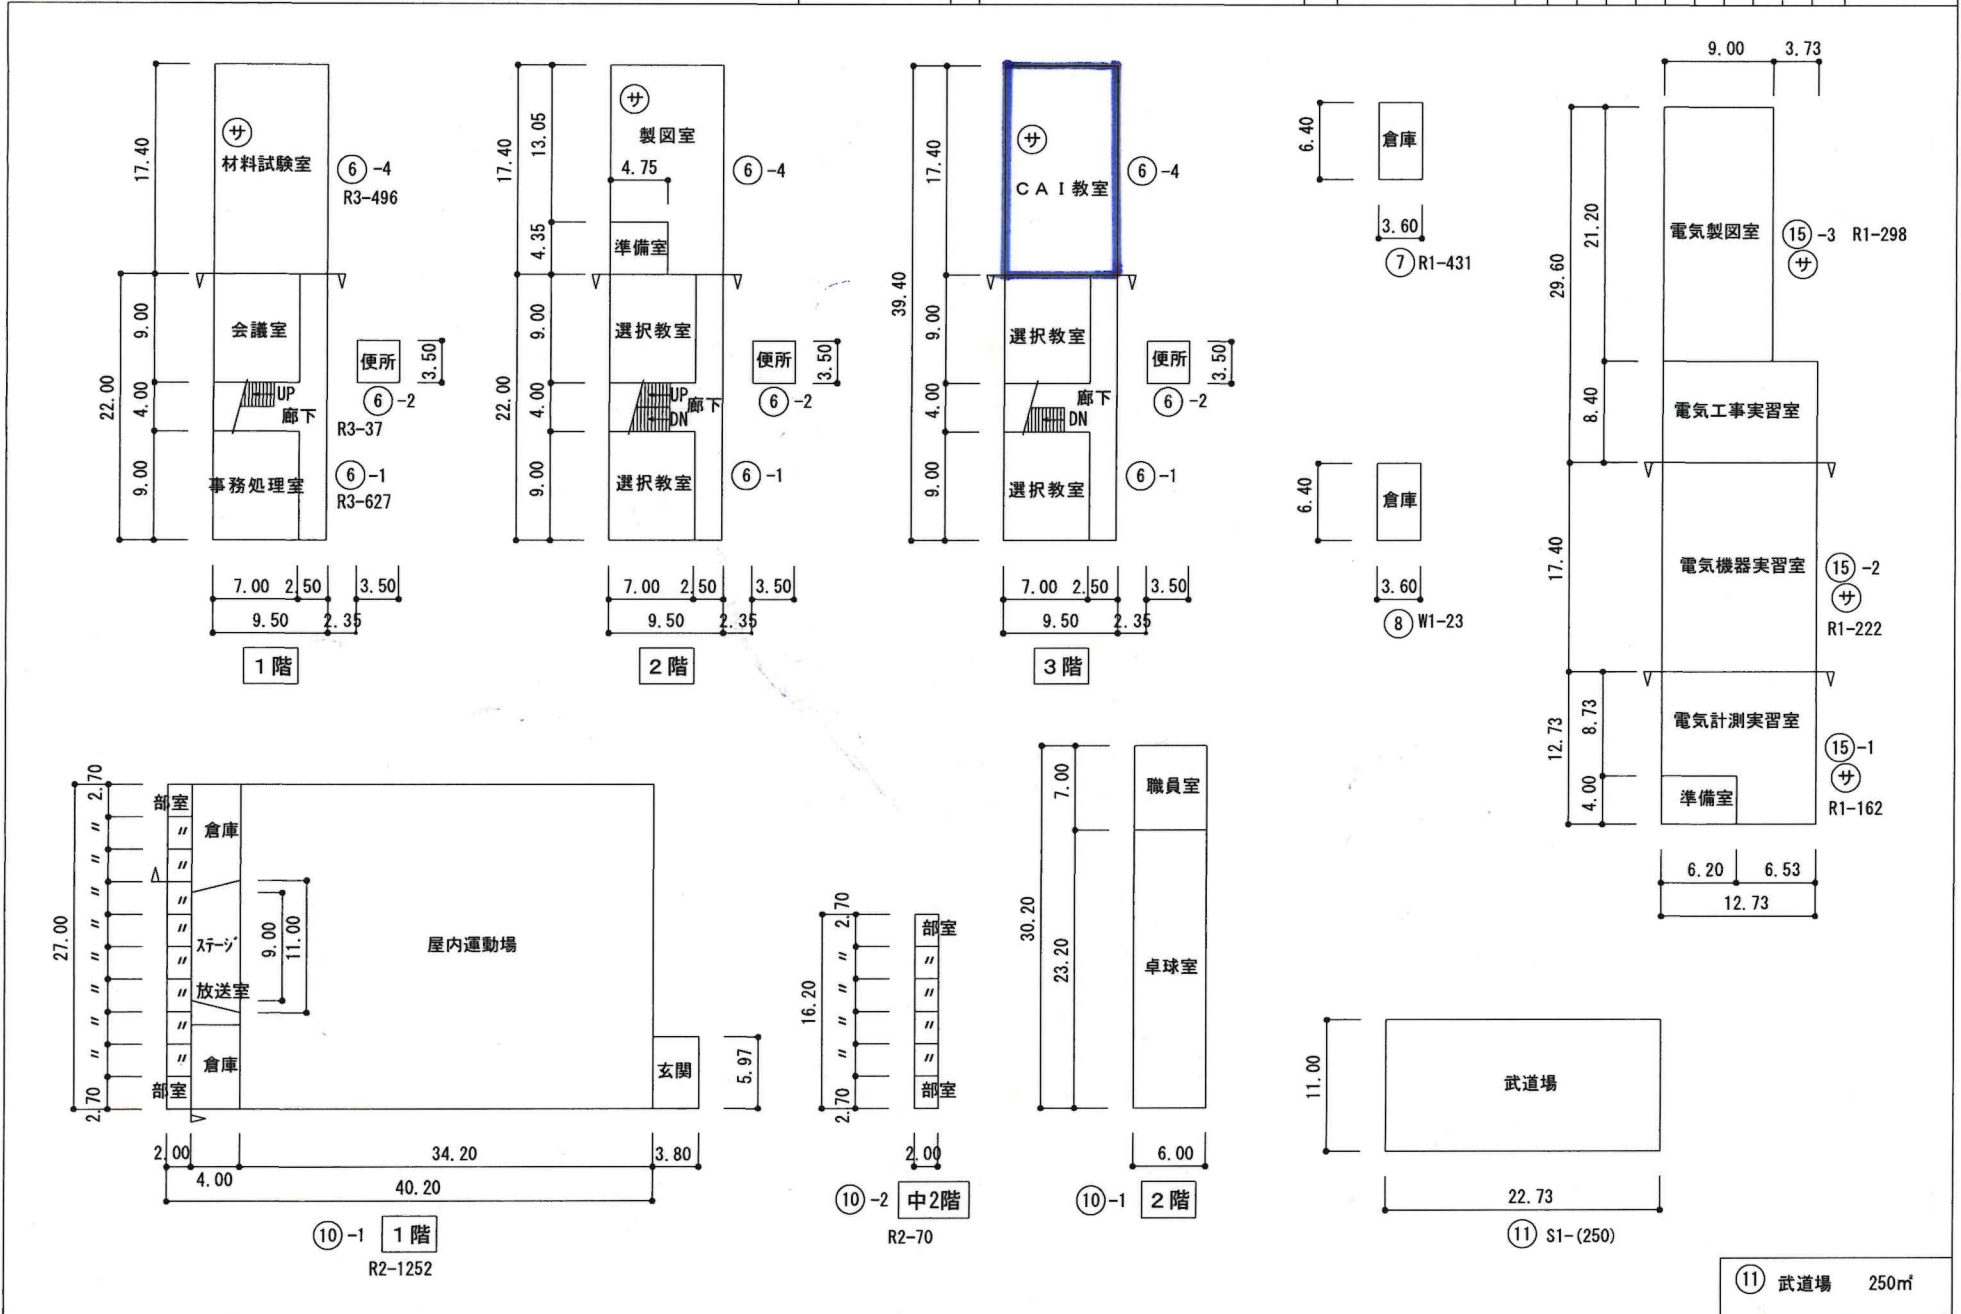 17.40
22.00
9.00
4.00
9.00
サ
材料試験室
⑥-4
R3-496
会議室
UP
廊下
事務処理室
便所
3.50
⑥-2
R3-37
⑥-1
R3-627
7.00 2.50 3.50
9.50 2.35
1階
17.40
13.05
4.35
22.00
9.00
4.00
9.00
サ
製図室
4.75
準備室
⑥-4
選択教室
UP
DN
廊下
選択教室
便所
3.50
⑥-2
⑥-1
7.00 2.50 3.50
9.50 2.35
2階
39.40
17.40
9.00
4.00
9.00
サ
CAI教室
⑥-4
選択教室
廊下
DN
選択教室
便所
3.50
⑥-2
⑥-1
7.00 2.50 3.50
9.50 2.35
3階
6.40
倉庫
3.60
⑦ R1-431
6.40
倉庫
3.60
⑧ W1-23
9.00 3.73
29.60
21.20
8.40
17.40
12.73
8.73
4.00
電気製図室
⑮-3 R1-298
サ
電気工事実習室
電気機器実習室
⑮-2
サ
R1-222
電気計測実習室
⑮-1
サ
R1-162
準備室
6.20 6.53
12.73
27.00
2.70
〃
〃
〃
〃
〃
〃
〃
〃
2.70
部室
〃
〃
〃
〃
〃
〃
〃
〃
部室
倉庫
ステージ
放送室
倉庫
9.00
11.00
屋内運動場
玄関
5.97
2.00 34.20 3.80
4.00
40.20
⑩-1 1階
R2-1252
16.20
2.70
〃
〃
〃
〃
2.70
部室
〃
〃
〃
〃
部室
2.00
⑩-2 中2階
R2-70
30.20
7.00
23.20
職員室
卓球室
6.00
⑩-1 2階
11.00
武道場
22.73
⑪ S1-(250)
⑪ 武道場 250㎡